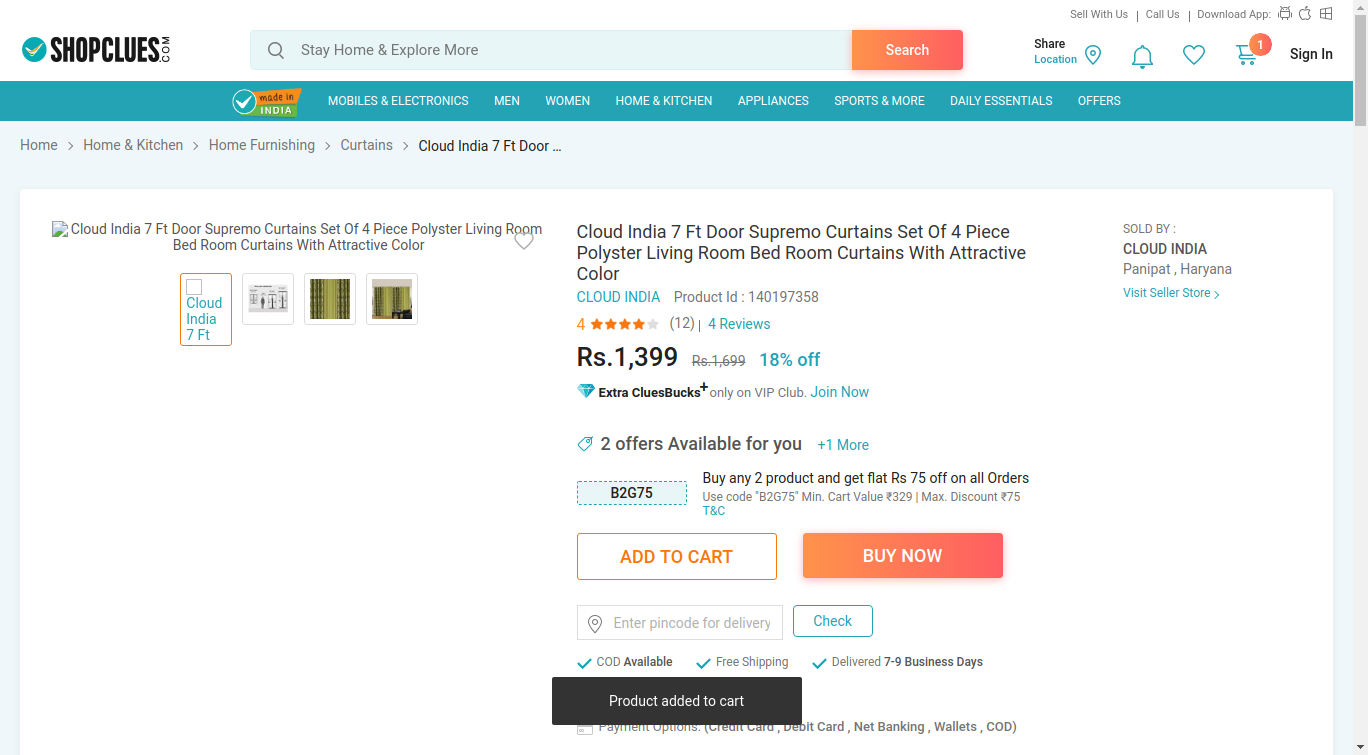 Sell With Us | Call Us | Download App:
SHOPCLUES.COM
Stay Home & Explore More
Search
Share
Location
1
Sign In
made in
INDIA
MOBILES & ELECTRONICS MEN WOMEN HOME & KITCHEN APPLIANCES SPORTS & MORE DAILY ESSENTIALS OFFERS
Home > Home & Kitchen > Home Furnishing > Curtains > Cloud India 7 Ft Door ...
Cloud India 7 Ft Door Supremo Curtains Set Of 4 Piece Polyster Living Room
Bed Room Curtains With Attractive Color
Cloud
India
7 Ft
Cloud India 7 Ft Door Supremo Curtains Set Of 4 Piece
Polyster Living Room Bed Room Curtains With Attractive
Color
CLOUD INDIA Product Id : 140197358
4 (12) | 4 Reviews
Rs.1,399 Rs.1,699 18% off
Extra CluesBucks+ only on VIP Club. Join Now
2 offers Available for you +1 More
B2G75
Buy any 2 product and get flat Rs 75 off on all Orders
Use code "B2G75" Min. Cart Value ₹329 | Max. Discount ₹75
T&C
ADD TO CART
BUY NOW
Enter pincode for delivery
Check
COD Available Free Shipping Delivered 7-9 Business Days
Product added to cart
Payment Options: (Credit Card , Debit Card , Net Banking , Wallets , COD)
SOLD BY :
CLOUD INDIA
Panipat , Haryana
Visit Seller Store >